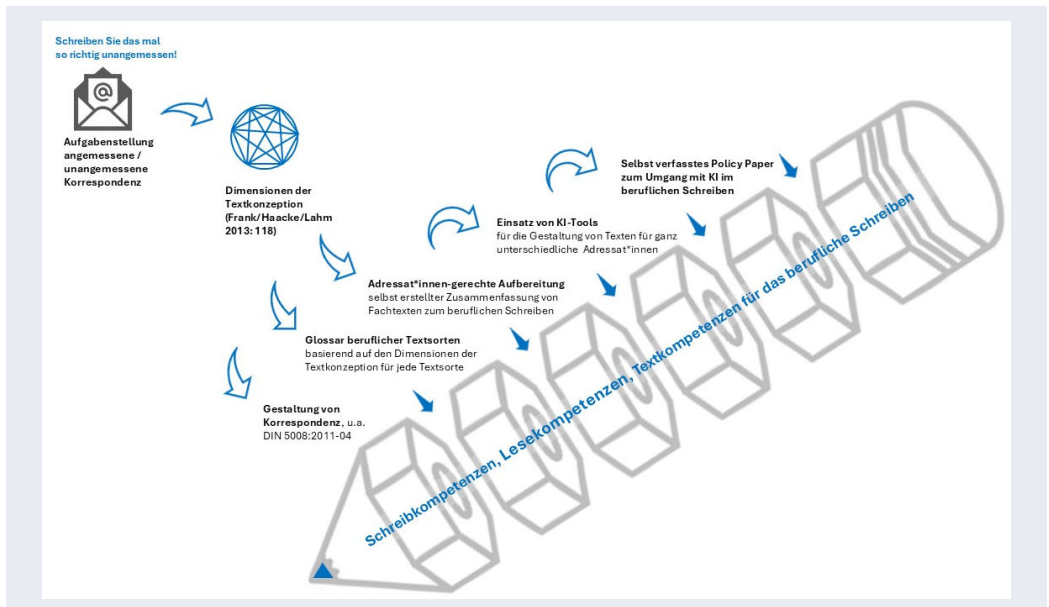 Schreiben Sie das mal
so richtig unangemessen!
@
Aufgabenstellung
angemessene /
unangemessene
Korrespondenz
Dimensionen der
Textkonzeption
(Frank/Haacke/Lahm
2013: 118)
Selbst verfasstes Policy Paper
zum Umgang mit KI im
beruflichen Schreiben
Einsatz von KI-Tools
für die Gestaltung von Texten für ganz
unterschiedliche Adressat*innen
Adressat*innen-gerechte Aufbereitung
selbst erstellter Zusammenfassung von
Fachtexten zum beruflichen Schreiben
Glossar beruflicher Textsorten
basierend auf den Dimensionen der
Textkonzeption für jede Textsorte
Gestaltung von
Korrespondenz, u.a.
DIN 5008:2011-04
Schreibkompetenzen, Lesekompetenzen, Textkompetenzen für das berufliche Schreiben